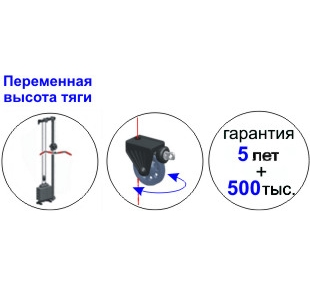 Переменная
высота тяги
гарантия
5 лет
+
500тыс.